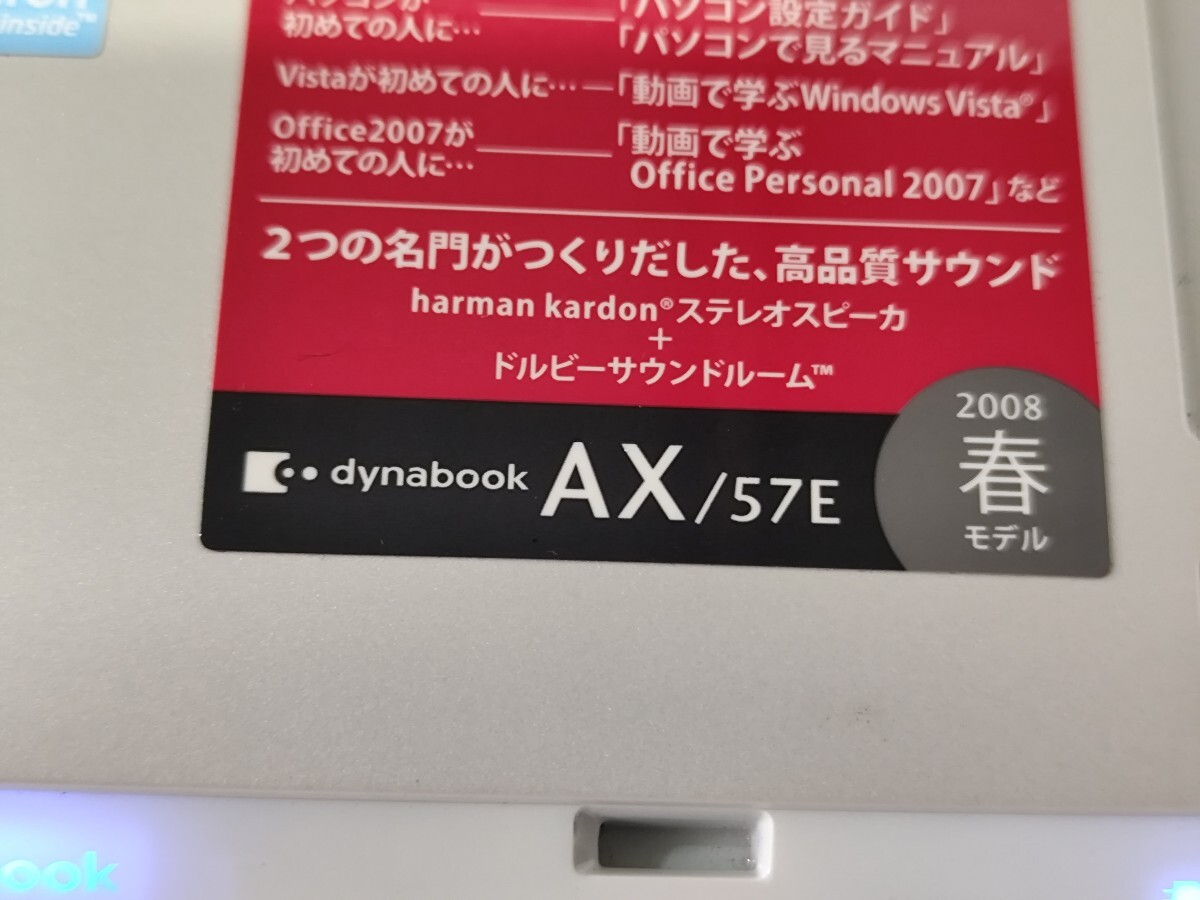 inside™
初めての人に… 「パソコン設定ガイド」
「パソコンで見るマニュアル」
Vistaが初めての人に… 「動画で学ぶWindows Vista®」
Office2007が
初めての人に… 「動画で学ぶ
Office Personal 2007」など
2つの名門がつくりだした、高品質サウンド
harman kardon®ステレオスピーカ
+
ドルビーサウンドルーム™
dynabook AX/57E
2008
春
モデル
ook